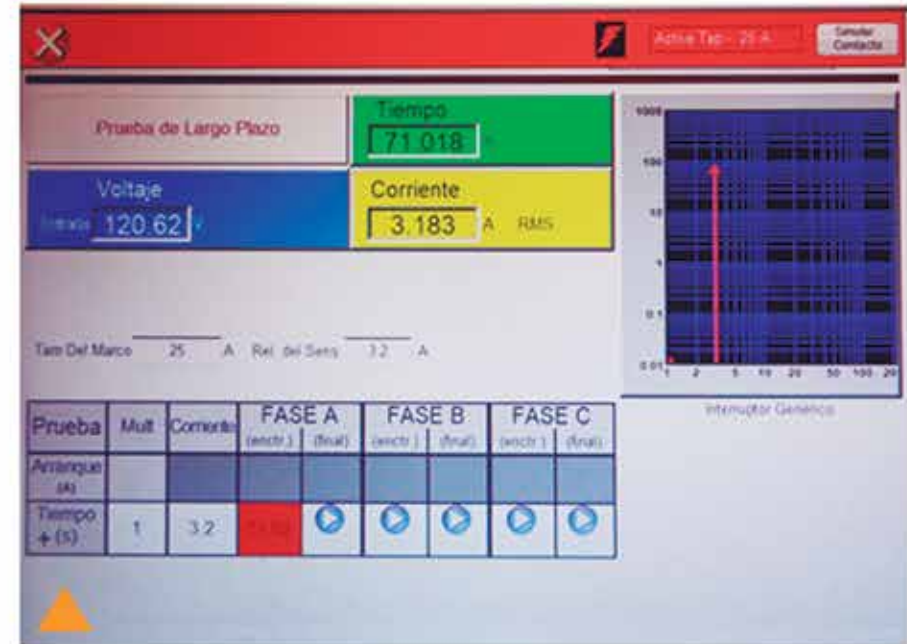 Active Tap - 25 A
Simular
Contacto
Prueba de Largo Plazo
Tiempo
71.018
Voltaje
120.62
Corriente
3.183 A RMS
1000
100
10
1
0.1
0.01
1 2 5 10 20 50 100 200
Tam Del Marco 25 A Rel. del Sens 3.2 A
Interruptor Genérico
Prueba Mult Corriente FASE A FASE B FASE C
(enctr.) (final) (enctr.) (final) (enctr.) (final)
Arranque
(A)
Tiempo
+ (s) 1 3.2